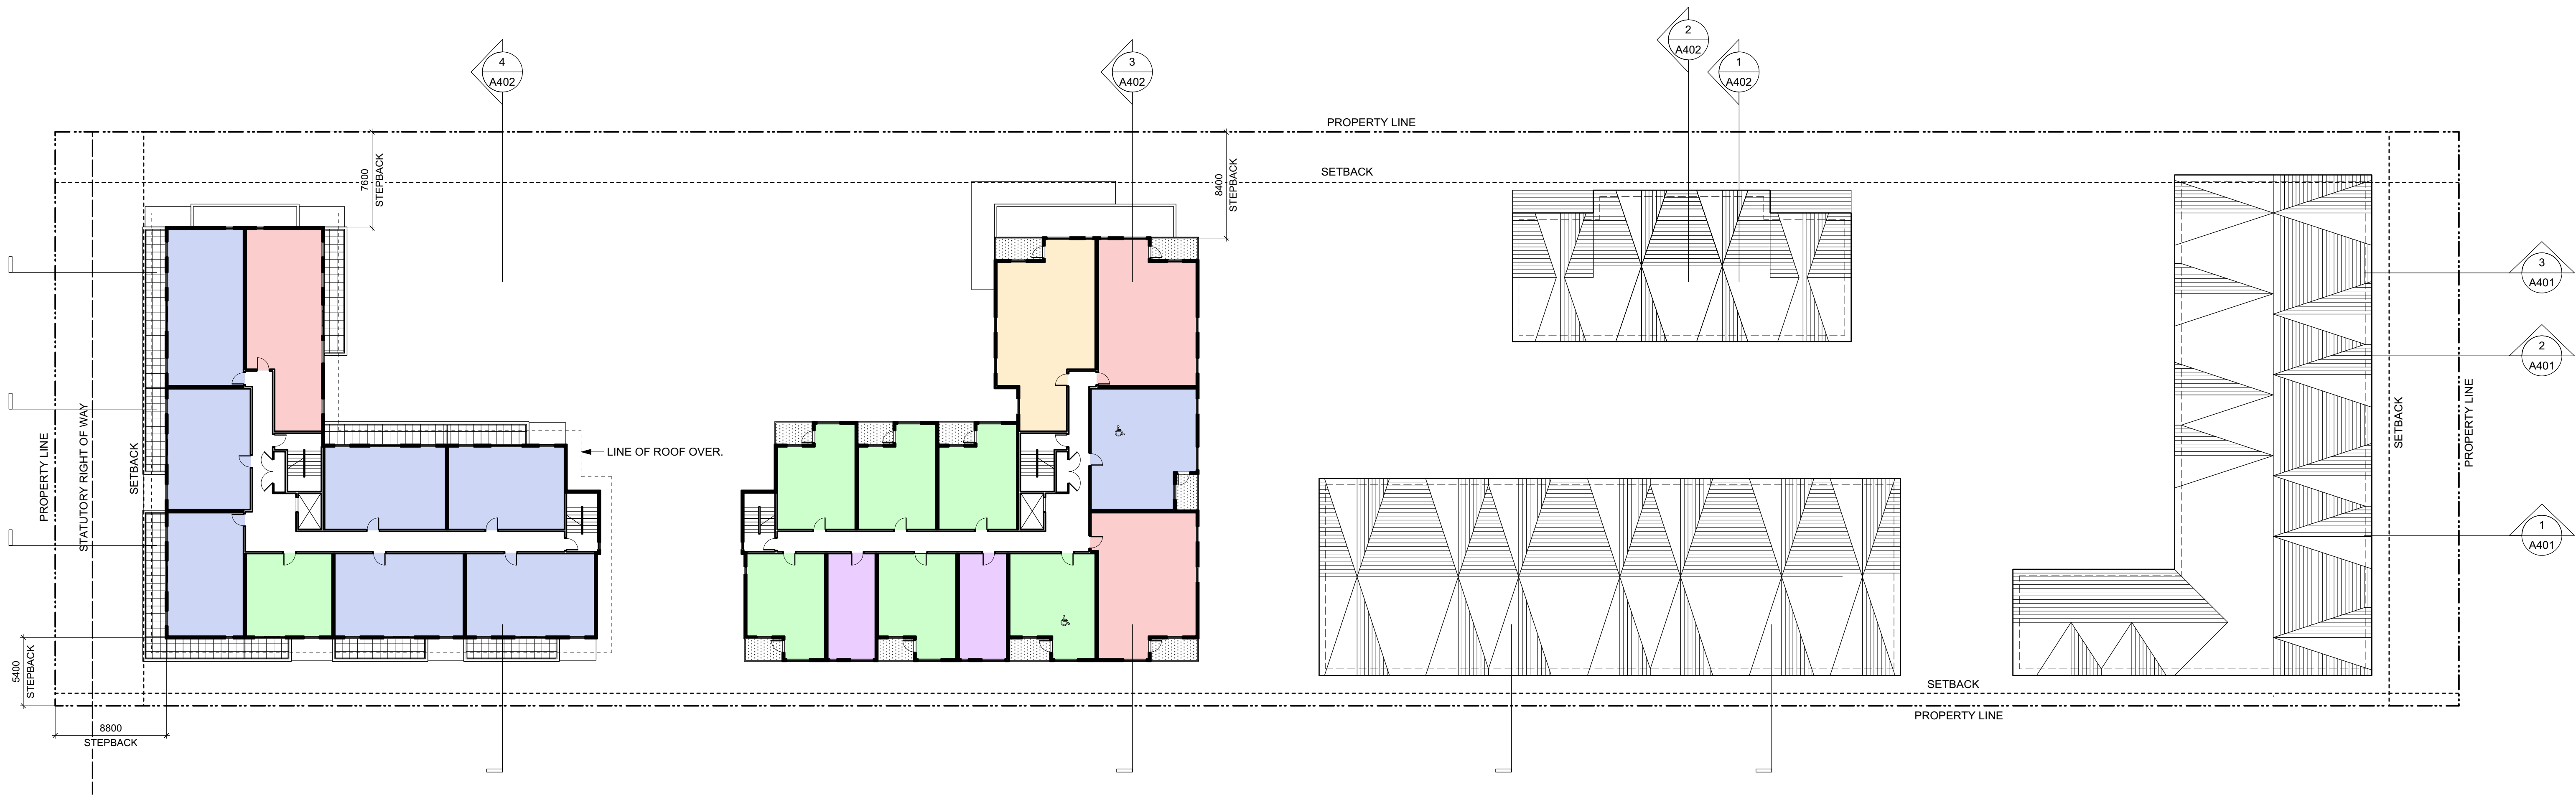 2
A402
4
A402
3
A402
1
A402
PROPERTY LINE
7600
STEPBACK
8400
STEPBACK
SETBACK
3
A401
2
A401
1
A401
LINE OF ROOF OVER.
PROPERTY LINE
STATUTORY RIGHT OF WAY
SETBACK
SETBACK
PROPERTY LINE
5400
STEPBACK
SETBACK
PROPERTY LINE
8800
STEPBACK